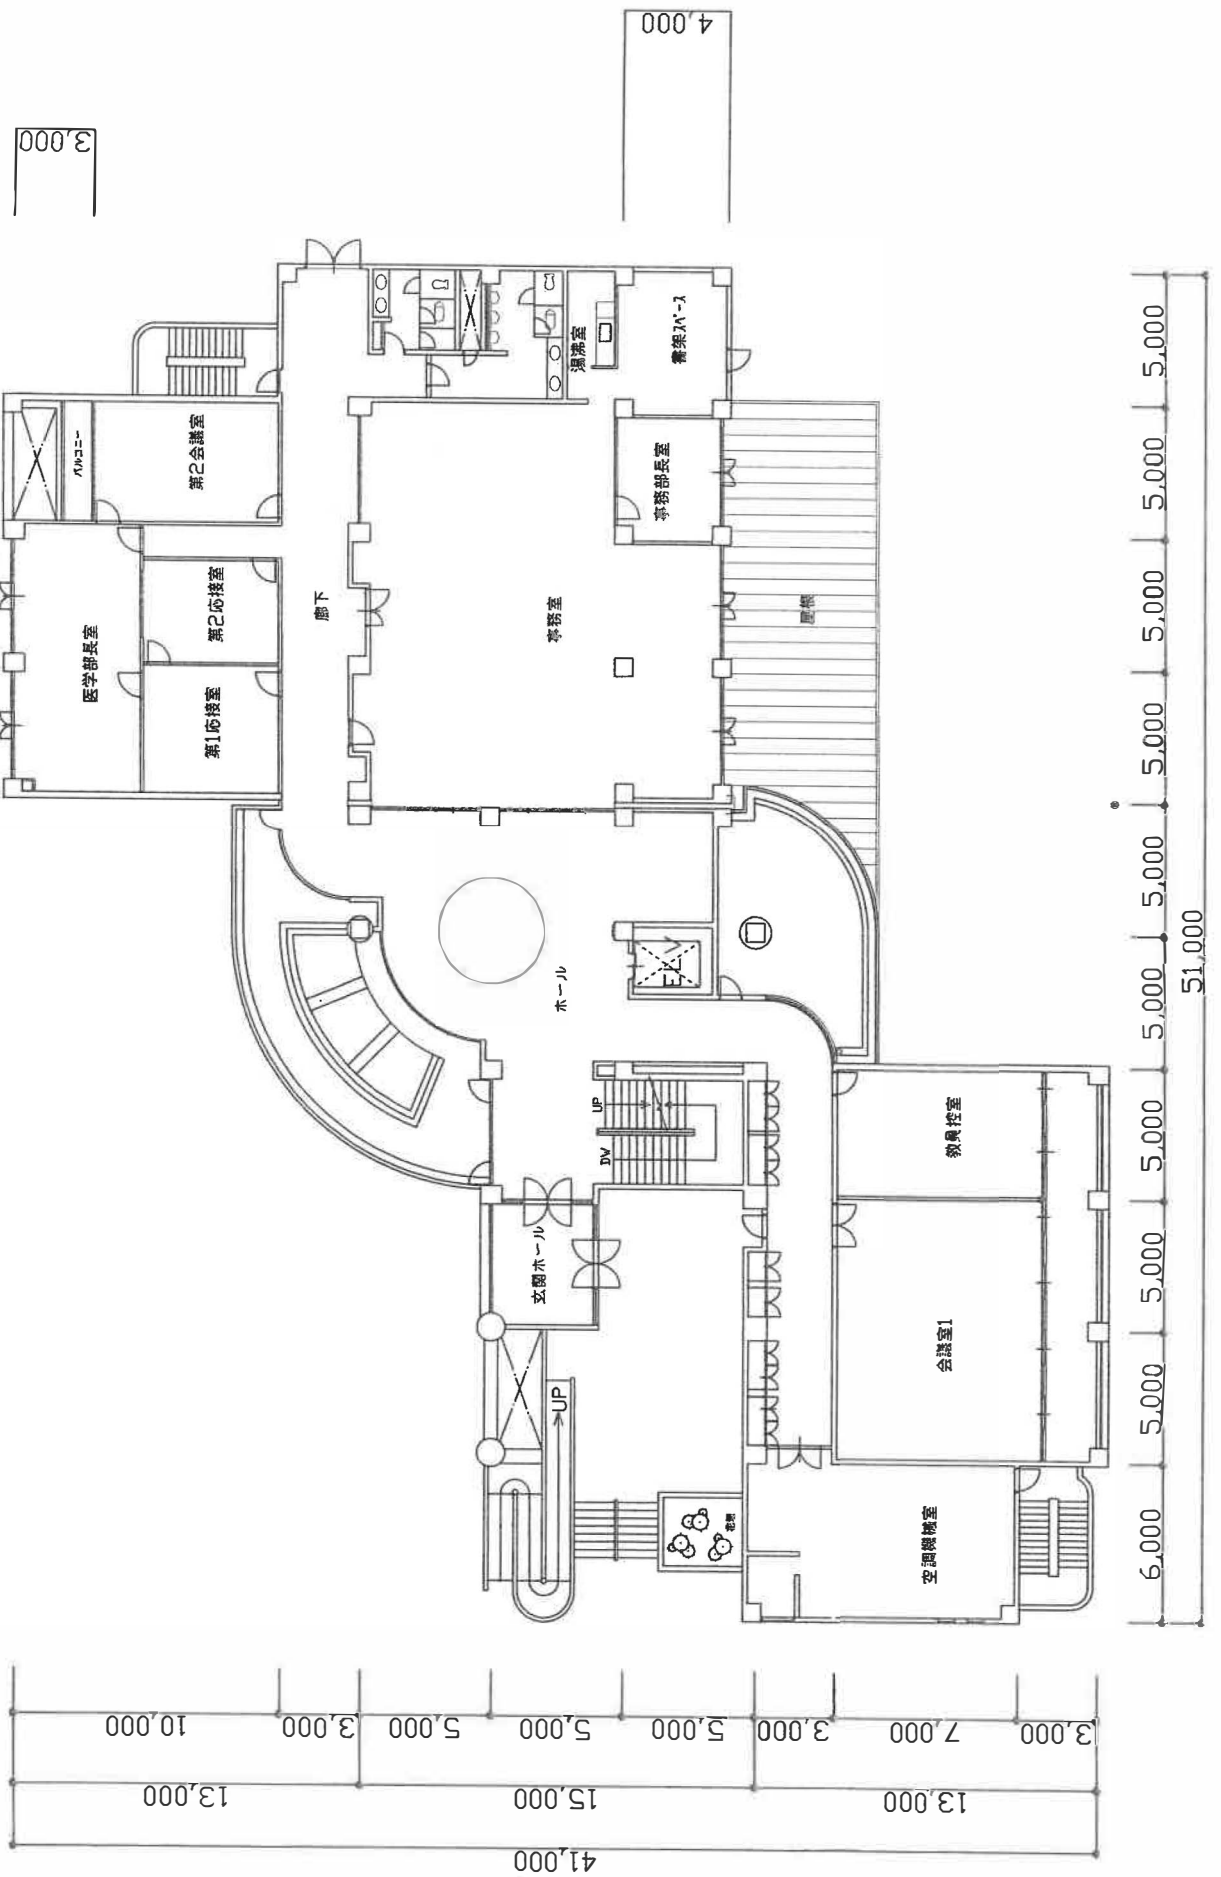 4,000
3,000
バルコニー
第2会議室
医学部長室
第2応接室
第1応接室
廊下
湯沸室
書架スペース
事務部長室
事務室
屋根
ホール
EL V
UP
DW
玄関ホール
教員控室
会議室1
UP
花壇
空調機械室
5,000
5,000
5,000
5,000
5,000
5,000
5,000
5,000
5,000
6,000
51,000
10,000
3,000
5,000
5,000
5,000
3,000
7,000
3,000
13,000
15,000
13,000
41,000